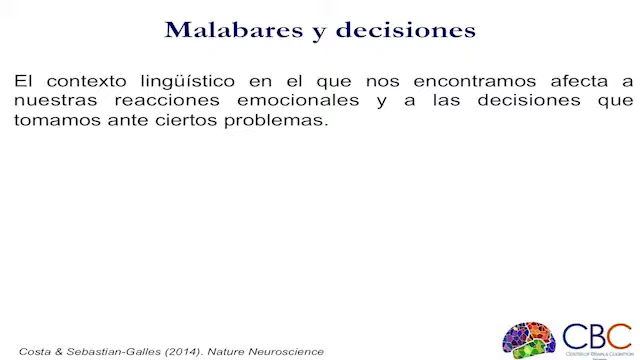 Malabares y decisiones
El contexto lingüístico en el que nos encontramos afecta a
nuestras reacciones emocionales y a las decisiones que
tomamos ante ciertos problemas.
Costa & Sebastian-Galles (2014). Nature Neuroscience
CBC